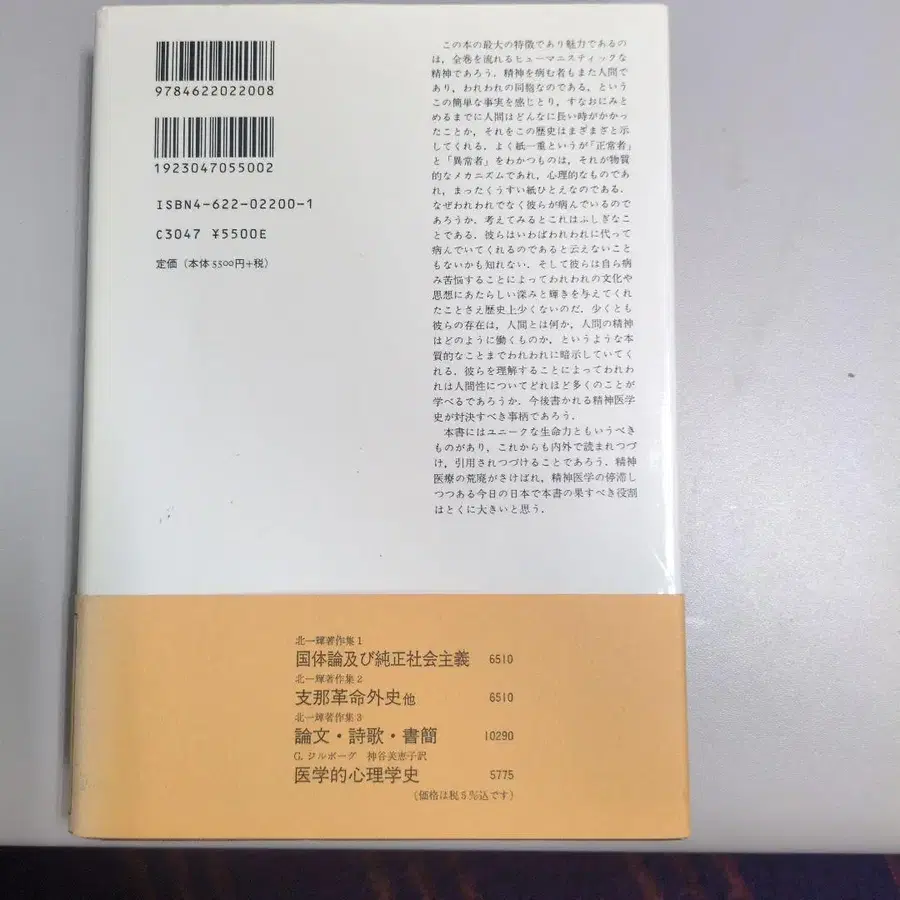 9784622022008
1923047055002
ISBN4-622-02200-1
C3047 ¥5500E
定価（本体5500円+税）
この本の最大の特徴であり魅力であるの
は，全巻を流れるヒューマニスティックな
精神であろう．精神を病む者もまた人間で
あり，われわれの同胞なのである，という
この簡単な事実を感じとり，すなおにみと
めるまでに人間はどんなに長い時がかかっ
たことか，それをこの歴史はまざまざと示
してくれる．よく紙一重というが「正常者」
と「異常者」をわかつものは，それが物質
的なメカニズムであれ，心理的なものであ
れ，まったくうすい紙ひとえなのである．
なぜわれわれでなく彼らが病んでいるので
あろうか．考えてみるとこれはふしぎなこ
とである．彼らはいわばわれわれに代って
病んでいてくれるのであると云えないこと
もないかも知れない．そして彼らは自ら病
み苦悩することによってわれわれの文化や
思想にあたらしい深みと輝きを与えてくれ
たことさえ歴史上少くないのだ．少くとも
彼らの存在は，人間とは何か，人間の精神
はどのように働くものか，というような本
質的なことまでわれわれに暗示していてく
れる．彼らを理解することによってわれわ
れは人間性についてどれほど多くのことが
学べるであろうか．今後書かれる精神医学
史が対決すべき事柄であろう．
本書にはユニークな生命力ともいうべき
ものがあり，これからも内外で読まれつづ
け，引用されつづけることであろう．精神
医療の荒廃がさけばれ，精神医学の停滞し
つつある今日の日本で本書の果すべき役割
はとくに大きいと思う．
北一輝著作集1
国体論及び純正社会主義 6510
北一輝著作集2
支那革命外史他 6510
北一輝著作集3
論文・詩歌・書簡 10290
G. ジルボーグ 神谷美恵子訳
医学的心理学史 5775
（価格は税5％込です）